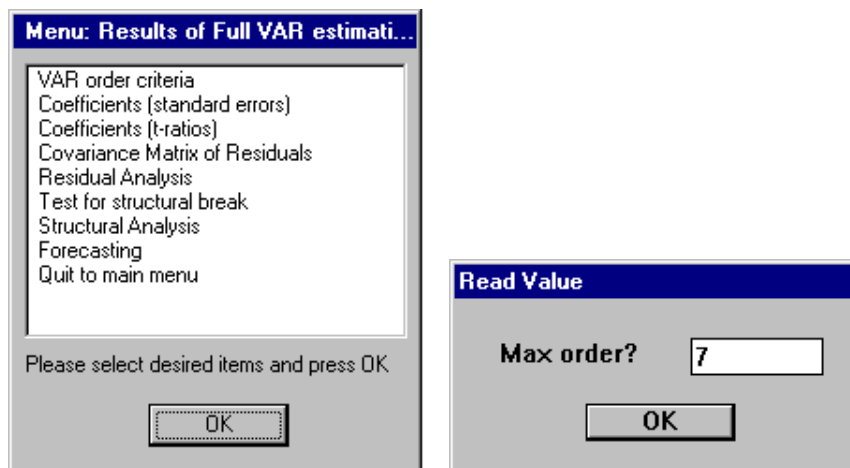 Menu: Results of Full VAR estimati...
VAR order criteria
Coefficients (standard errors)
Coefficients (t-ratios)
Covariance Matrix of Residuals
Residual Analysis
Test for structural break
Structural Analysis
Forecasting
Quit to main menu
Please select desired items and press OK
OK
Read Value
Max order?
7
OK